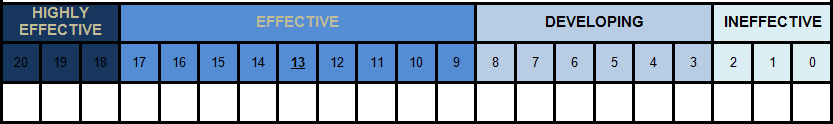 HIGHLY
EFFECTIVE
EFFECTIVE
DEVELOPING
INEFFECTIVE
20 19 18 17 16 15 14 13 12 11 10 9 8 7 6 5 4 3 2 1 0